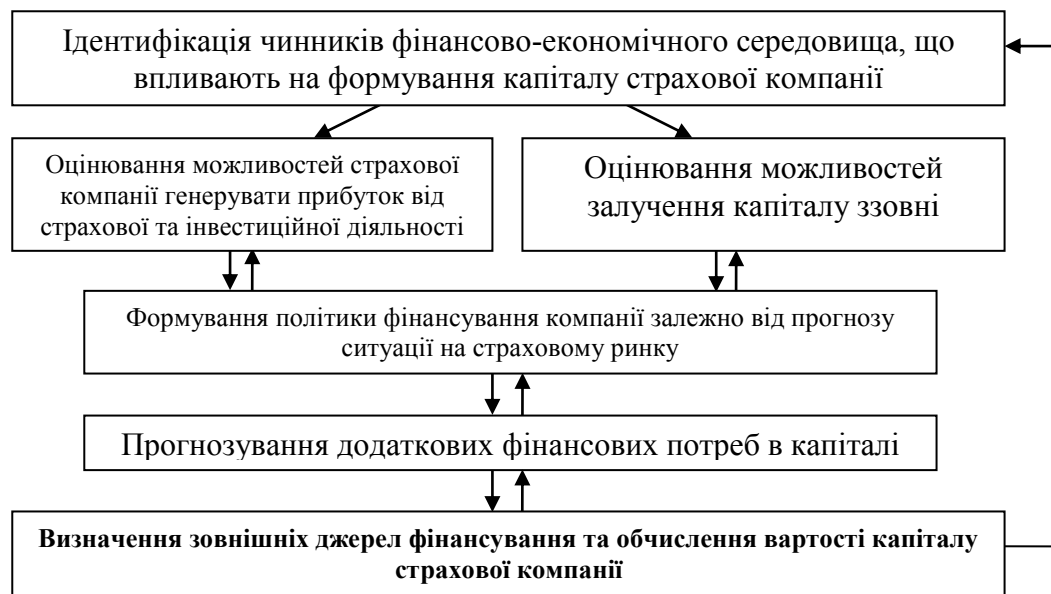 Ідентифікація чинників фінансово-економічного середовища, що
впливають на формування капіталу страхової компанії
Оцінювання можливостей страхової
компанії генерувати прибуток від
страхової та інвестиційної діяльності
Оцінювання можливостей
залучення капіталу ззовні
Формування політики фінансування компанії залежно від прогнозу
ситуації на страховому ринку
Прогнозування додаткових фінансових потреб в капіталі
Визначення зовнішніх джерел фінансування та обчислення вартості капіталу
страхової компанії